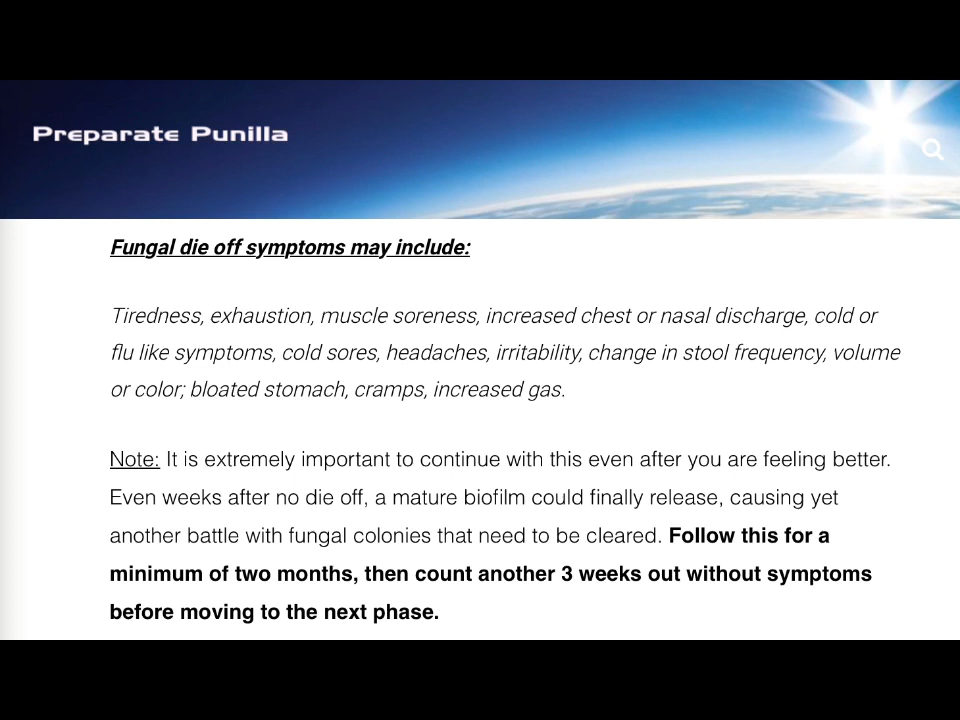 Preparate Punilla
Fungal die off symptoms may include:
Tiredness, exhaustion, muscle soreness, increased chest or nasal discharge, cold or
flu like symptoms, cold sores, headaches, irritability, change in stool frequency, volume
or color; bloated stomach, cramps, increased gas.
Note: It is extremely important to continue with this even after you are feeling better.
Even weeks after no die off, a mature biofilm could finally release, causing yet
another battle with fungal colonies that need to be cleared. Follow this for a
minimum of two months, then count another 3 weeks out without symptoms
before moving to the next phase.